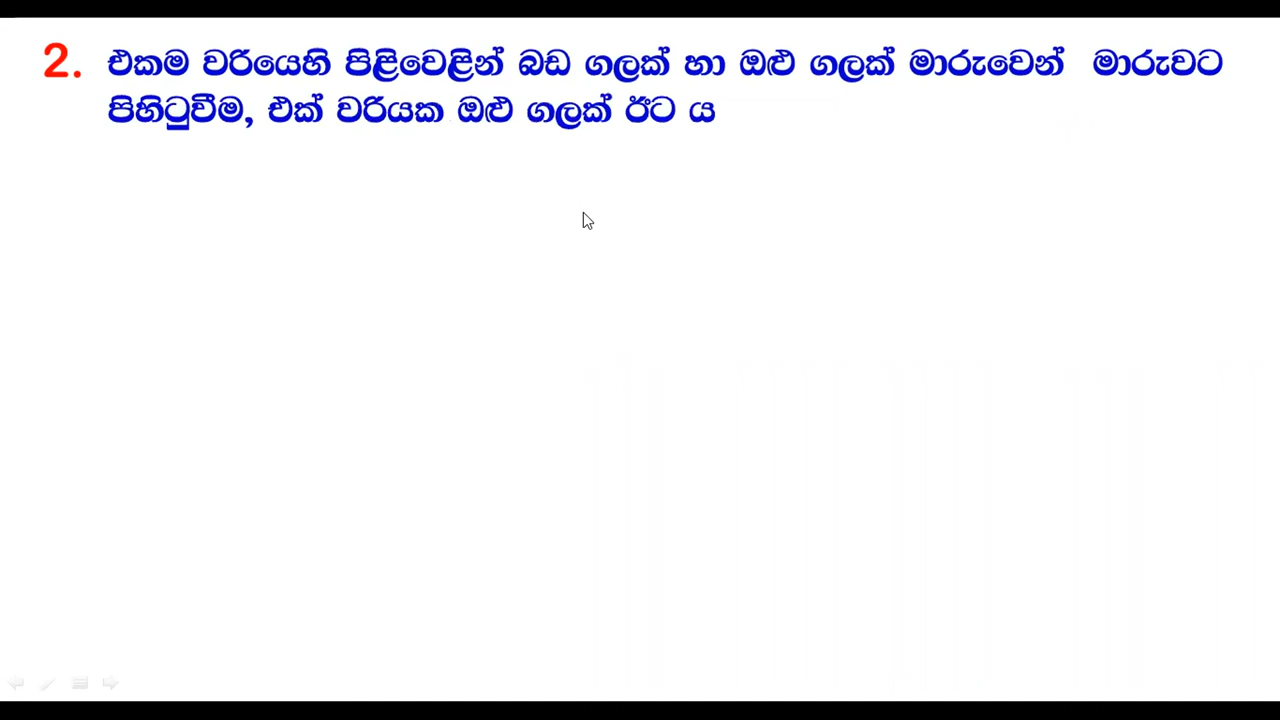 2. එකම වරියෙහි පිළිවෙළින් බඩ ගලක් හා ඔළු ගලක් මාරුවෙන් මාරුවට
පිහිටුවීම, එක් වරියක ඔළු ගලක් ඊට ය